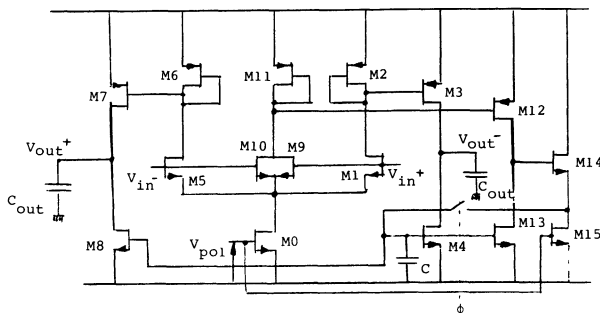 M6
M11
M2
M7
M3
M12
Vout+
M10
M9
Vout-
M14
Vin-
M5
M1
Vin+
Cout
Cout
M8
Vpol
M0
C
M4
M13
M15
ϕ